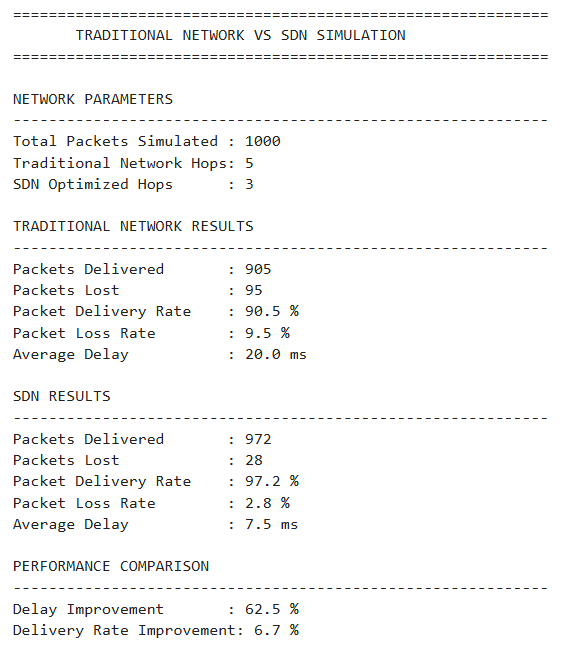 ============================================================
       TRADITIONAL NETWORK VS SDN SIMULATION
============================================================

NETWORK PARAMETERS
------------------------------------------------------------
Total Packets Simulated : 1000
Traditional Network Hops: 5
SDN Optimized Hops      : 3

TRADITIONAL NETWORK RESULTS
------------------------------------------------------------
Packets Delivered       : 905
Packets Lost            : 95
Packet Delivery Rate    : 90.5 %
Packet Loss Rate        : 9.5 %
Average Delay           : 20.0 ms

SDN RESULTS
------------------------------------------------------------
Packets Delivered       : 972
Packets Lost            : 28
Packet Delivery Rate    : 97.2 %
Packet Loss Rate        : 2.8 %
Average Delay           : 7.5 ms

PERFORMANCE COMPARISON
------------------------------------------------------------
Delay Improvement       : 62.5 %
Delivery Rate Improvement: 6.7 %